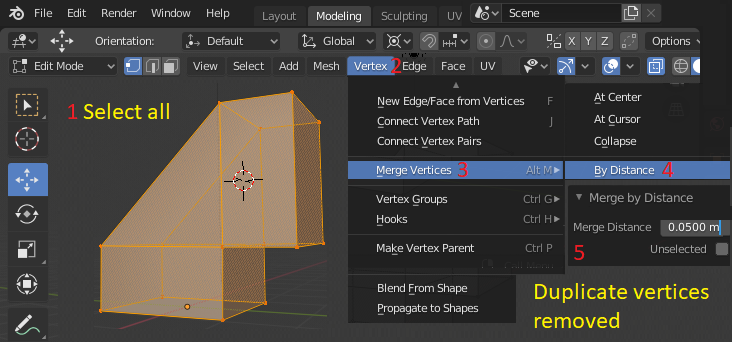 File Edit Render Window Help Layout Modeling Sculpting UV Scene
Orientation: Default Global X Y Z
Edit Mode View Select Add Mesh Vertex 2 Edge Face UV
1 Select all
New Edge/Face from Vertices F
Connect Vertex Path J
Connect Vertex Pairs
Merge Vertices 3 Alt M
Vertex Groups Ctrl G
Hooks Ctrl H
Make Vertex Parent Ctrl P
Blend From Shape
Propagate to Shapes
At Center
At Cursor
Collapse
By Distance 4
Merge by Distance
Merge Distance 0.0500 m
5 Unselected
Duplicate vertices
removed